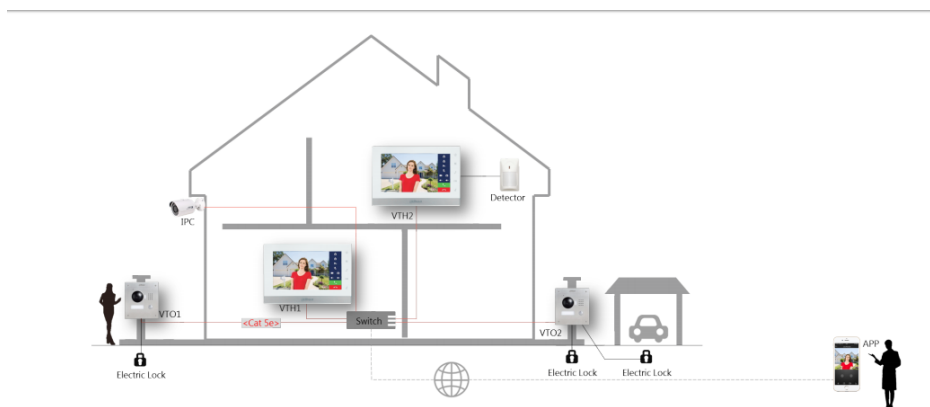 Detector
IPC
VTH2
VTH1
VTO1
<Cat 5e>
Switch
VTO2
APP
Electric Lock
Electric Lock
Electric Lock